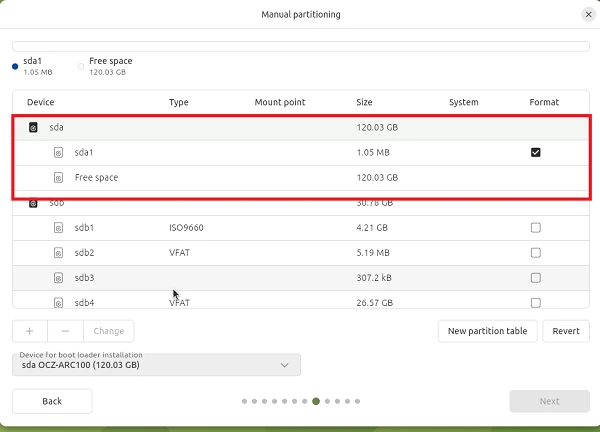 Manual partitioning
sda1 Free space
1.05 MB 120.03 GB
Device Type Mount point Size System Format
sda 120.03 GB
sda1 1.05 MB
Free space 120.03 GB
sdb 30.78 GB
sdb1 ISO9660 4.21 GB
sdb2 VFAT 5.19 MB
sdb3 307.2 kB
sdb4 VFAT 26.57 GB
+ − Change New partition table Revert
Device for boot loader installation
sda OCZ-ARC100 (120.03 GB)
Back Next